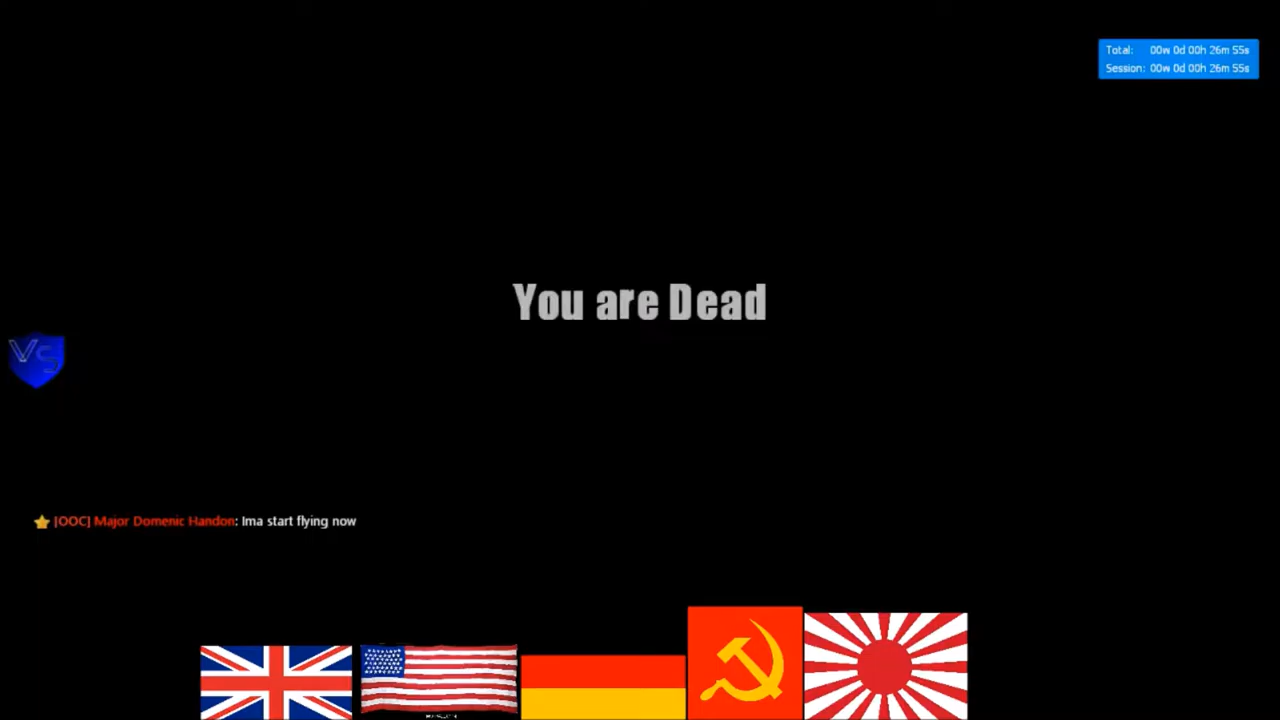 Total: 00w 0d 00h 26m 55s
Session: 00w 0d 00h 26m 55s
You are Dead
VS
[OOC] Major Domenic Handon: Ima start flying now